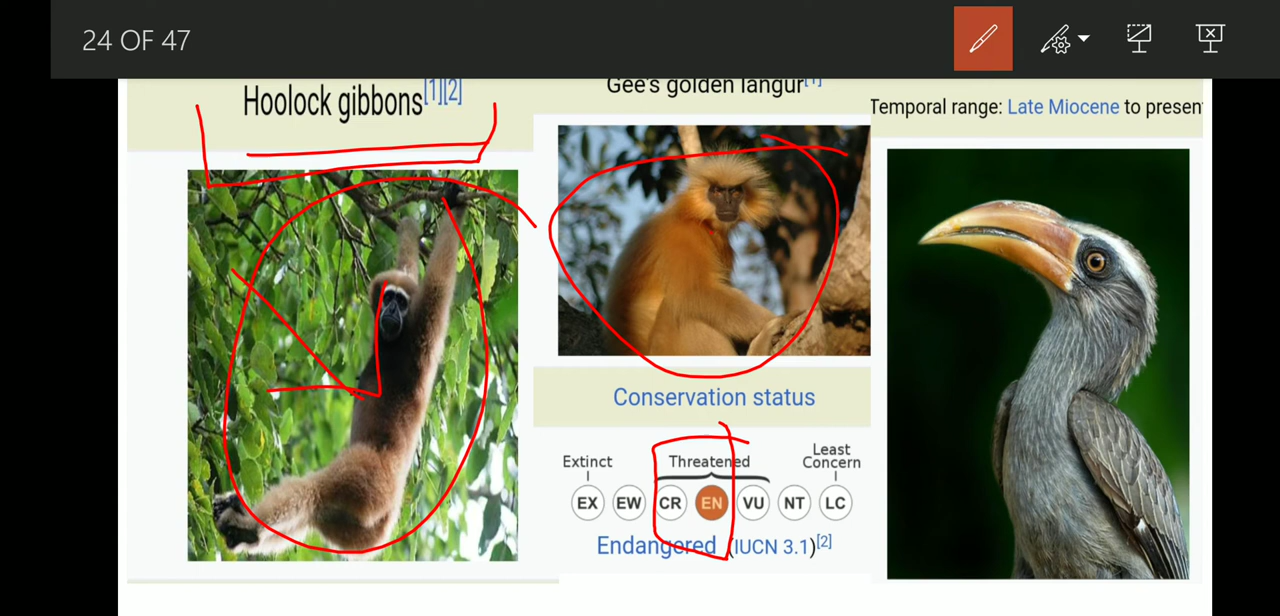 24 OF 47
Hoolock gibbons[1][2]
Gee's golden langur[1]
Temporal range: Late Miocene to presen
Conservation status
Extinct
Threatened
Least
Concern
EX EW CR EN VU NT LC
Endangered (IUCN 3.1)[2]